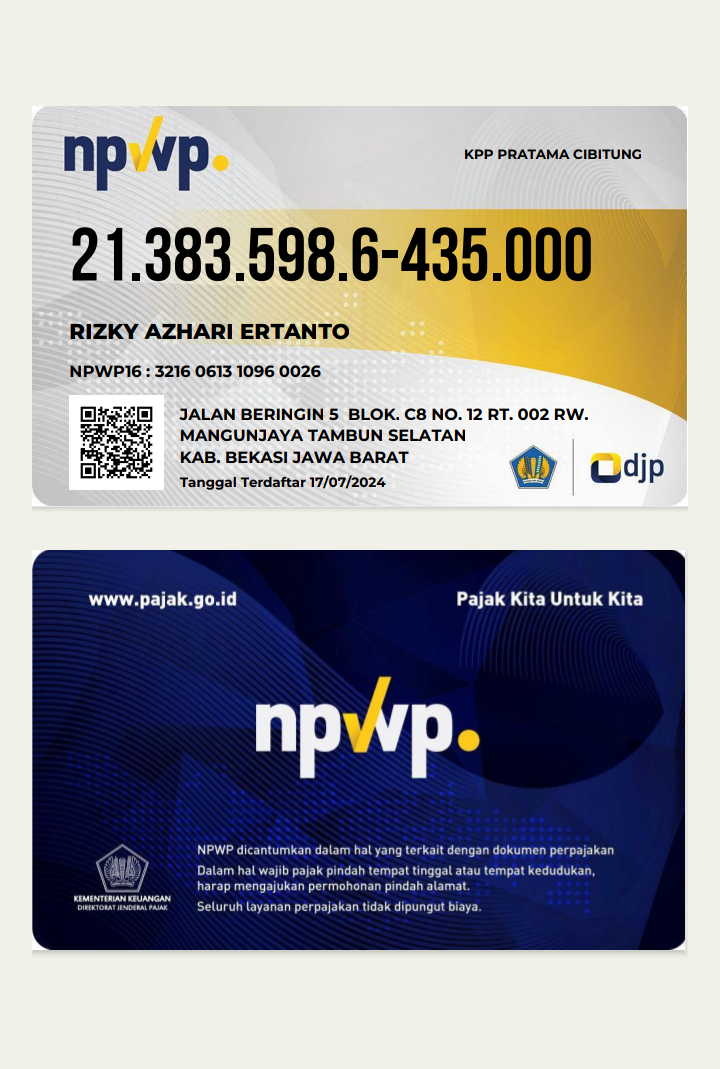 npwp.
KPP PRATAMA CIBITUNG
21.383.598.6-435.000
RIZKY AZHARI ERTANTO
NPWP16 : 3216 0613 1096 0026
JALAN BERINGIN 5 BLOK. C8 NO. 12 RT. 002 RW.
MANGUNJAYA TAMBUN SELATAN
KAB. BEKASI JAWA BARAT
Tanggal Terdaftar 17/07/2024
djp
www.pajak.go.id
Pajak Kita Untuk Kita
npwp.
NPWP dicantumkan dalam hal yang terkait dengan dokumen perpajakan
Dalam hal wajib pajak pindah tempat tinggal atau tempat kedudukan,
harap mengajukan permohonan pindah alamat.
Seluruh layanan perpajakan tidak dipungut biaya.
KEMENTERIAN KEUANGAN
DIREKTORAT JENDERAL PAJAK